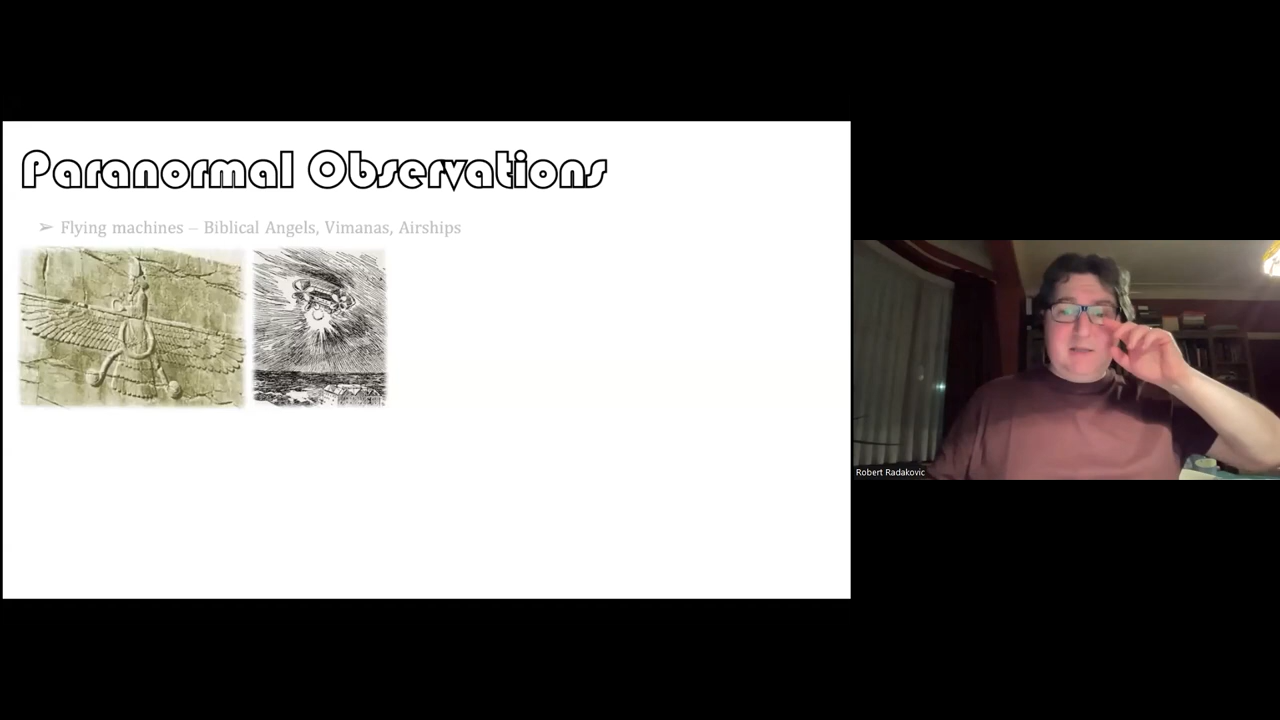 Paranormal Observations
➢ Flying machines – Biblical Angels, Vimanas, Airships
Robert Radakovic